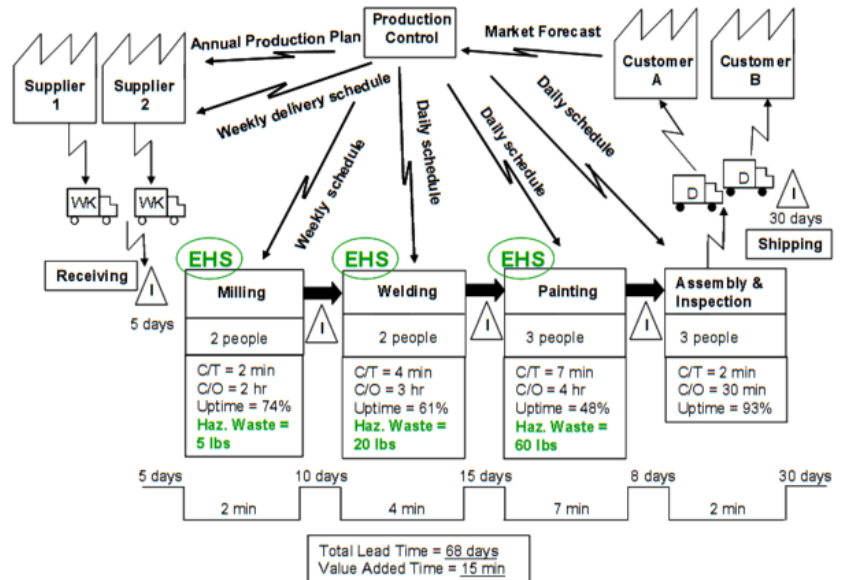 Production
Control
Annual Production Plan
Market Forecast
Supplier
1
Supplier
2
Customer
A
Customer
B
Weekly delivery schedule
Weekly schedule
Daily schedule
Daily schedule
Daily schedule
WK
WK
D
D
I
30 days
Shipping
Receiving
I
5 days
EHS
Milling
2 people
C/T = 2 min
C/O = 2 hr
Uptime = 74%
Haz. Waste =
5 lbs
I
EHS
Welding
2 people
C/T = 4 min
C/O = 3 hr
Uptime = 61%
Haz. Waste =
20 lbs
I
EHS
Painting
3 people
C/T = 7 min
C/O = 4 hr
Uptime = 48%
Haz. Waste =
60 lbs
I
Assembly &
Inspection
3 people
C/T = 2 min
C/O = 30 min
Uptime = 93%
5 days
10 days
15 days
8 days
30 days
2 min
4 min
7 min
2 min
Total Lead Time = 68 days
Value Added Time = 15 min